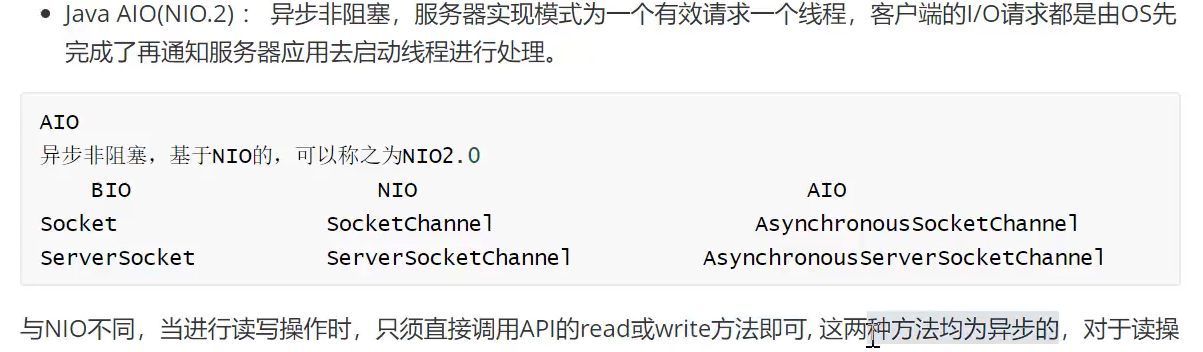 Java AIO(NIO.2) ： 异步非阻塞，服务器实现模式为一个有效请求一个线程，客户端的I/O请求都是由OS先
完成了再通知服务器应用去启动线程进行处理。
AIO
异步非阻塞，基于NIO的，可以称之为NIO2.0
BIO NIO AIO
Socket SocketChannel AsynchronousSocketChannel
ServerSocket ServerSocketChannel AsynchronousServerSocketChannel
与NIO不同，当进行读写操作时，只须直接调用API的read或write方法即可, 这两种方法均为异步的，对于读操